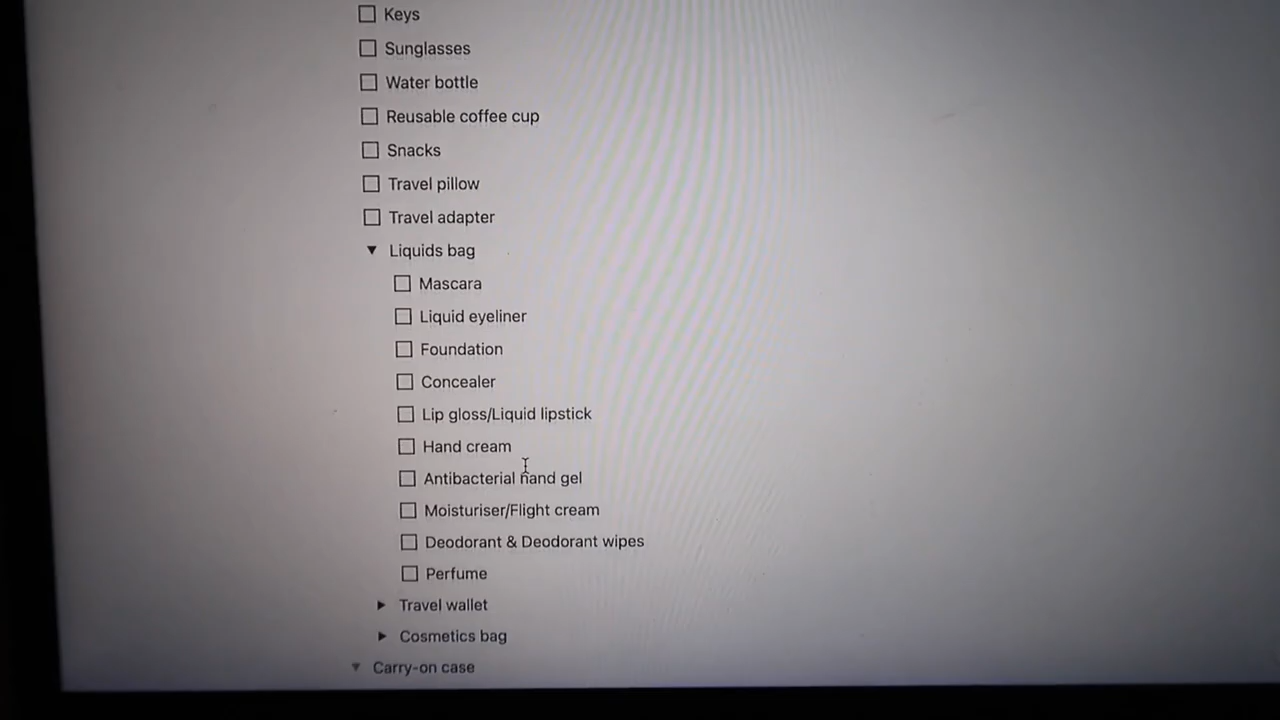 Keys
Sunglasses
Water bottle
Reusable coffee cup
Snacks
Travel pillow
Travel adapter
Liquids bag
Mascara
Liquid eyeliner
Foundation
Concealer
Lip gloss/Liquid lipstick
Hand cream
Antibacterial hand gel
Moisturiser/Flight cream
Deodorant & Deodorant wipes
Perfume
Travel wallet
Cosmetics bag
Carry-on case